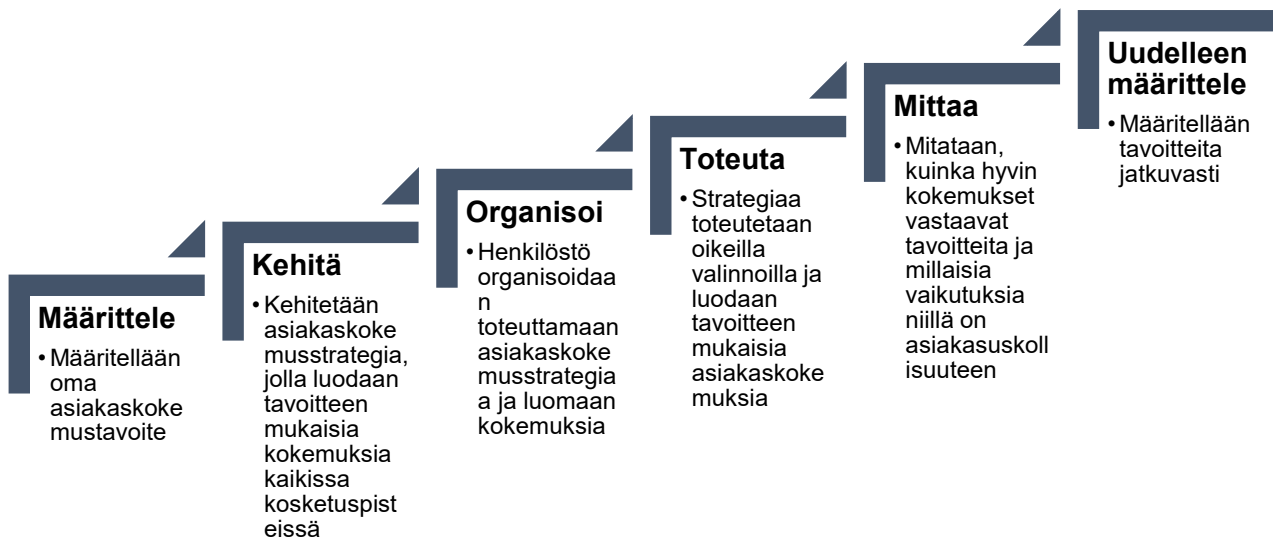 Määrittele
• Määritellään
oma
asiakaskoke
mustavoite
Kehitä
• Kehitetään
asiakaskoke
musstrategia,
jolla luodaan
tavoitteen
mukaisia
kokemuksia
kaikissa
kosketuspist
eissä
Organisoi
• Henkilöstö
organisoidaa
n
toteuttamaan
asiakaskoke
musstrategia
a ja luomaan
kokemuksia
Toteuta
• Strategiaa
toteutetaan
oikeilla
valinnoilla ja
luodaan
tavoitteen
mukaisia
asiakaskoke
muksia
Mittaa
• Mitataan,
kuinka hyvin
kokemukset
vastaavat
tavoitteita ja
millaisia
vaikutuksia
niillä on
asiakasuskoll
isuuteen
Uudelleen
määrittele
• Määritellään
tavoitteita
jatkuvasti